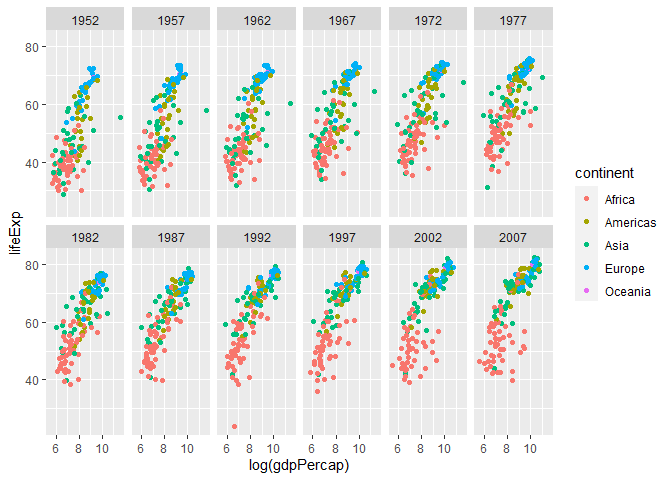 1952 1957 1962 1967 1972 1977
80
60
40
continent
Africa
Americas
Asia
Europe
Oceania
lifeExp
1982 1987 1992 1997 2002 2007
80
60
40
6 8 10 6 8 10 6 8 10 6 8 10 6 8 10 6 8 10
log(gdpPercap)